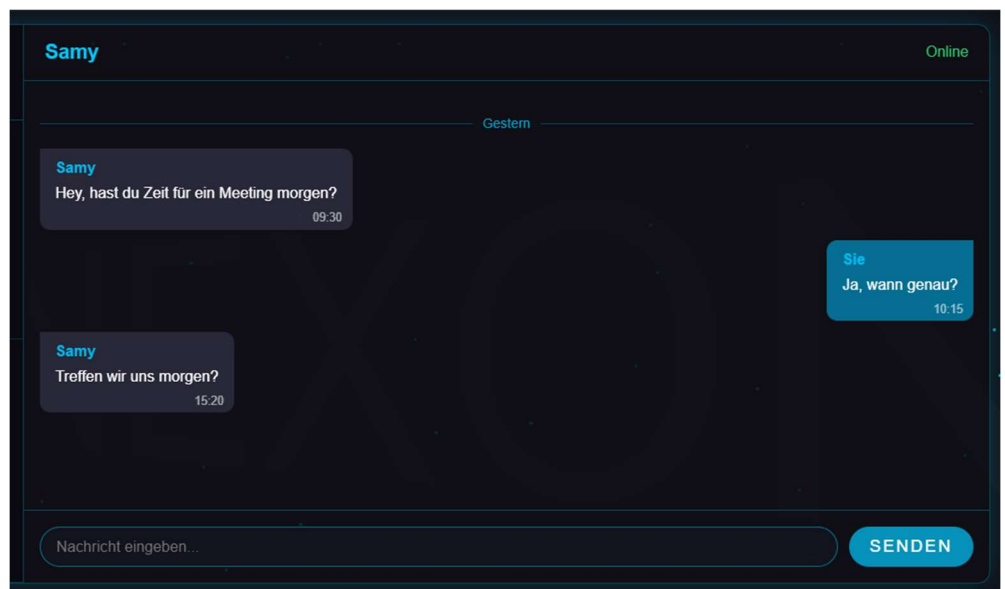 Samy
Online
Gestern
Samy
Hey, hast du Zeit für ein Meeting morgen?
09:30
Sie
Ja, wann genau?
10:15
Samy
Treffen wir uns morgen?
15:20
NEXON
Nachricht eingeben...
SENDEN